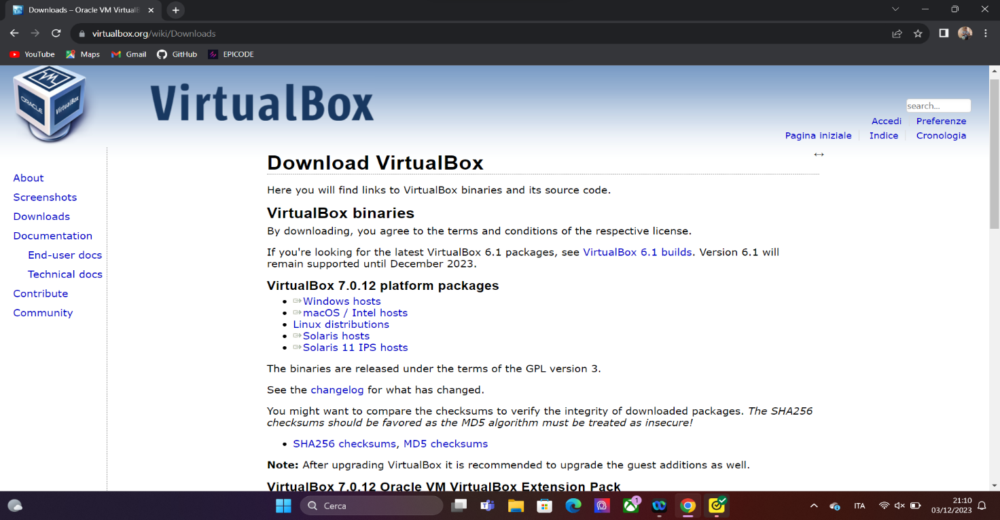 Downloads – Oracle VM VirtualB
virtualbox.org/wiki/Downloads
YouTube Maps Gmail GitHub EPICODE
ORACLE VirtualBox
VirtualBox
search...
Accedi Preferenze
Pagina iniziale Indice Cronologia
About
Screenshots
Downloads
Documentation
End-user docs
Technical docs
Contribute
Community
Download VirtualBox
Here you will find links to VirtualBox binaries and its source code.
VirtualBox binaries
By downloading, you agree to the terms and conditions of the respective license.
If you're looking for the latest VirtualBox 6.1 packages, see VirtualBox 6.1 builds. Version 6.1 will
remain supported until December 2023.
VirtualBox 7.0.12 platform packages
Windows hosts
macOS / Intel hosts
Linux distributions
Solaris hosts
Solaris 11 IPS hosts
The binaries are released under the terms of the GPL version 3.
See the changelog for what has changed.
You might want to compare the checksums to verify the integrity of downloaded packages. The SHA256
checksums should be favored as the MD5 algorithm must be treated as insecure!
SHA256 checksums, MD5 checksums
Note: After upgrading VirtualBox it is recommended to upgrade the guest additions as well.
VirtualBox 7.0.12 Oracle VM VirtualBox Extension Pack
Cerca
1
ITA
21:10
03/12/2023